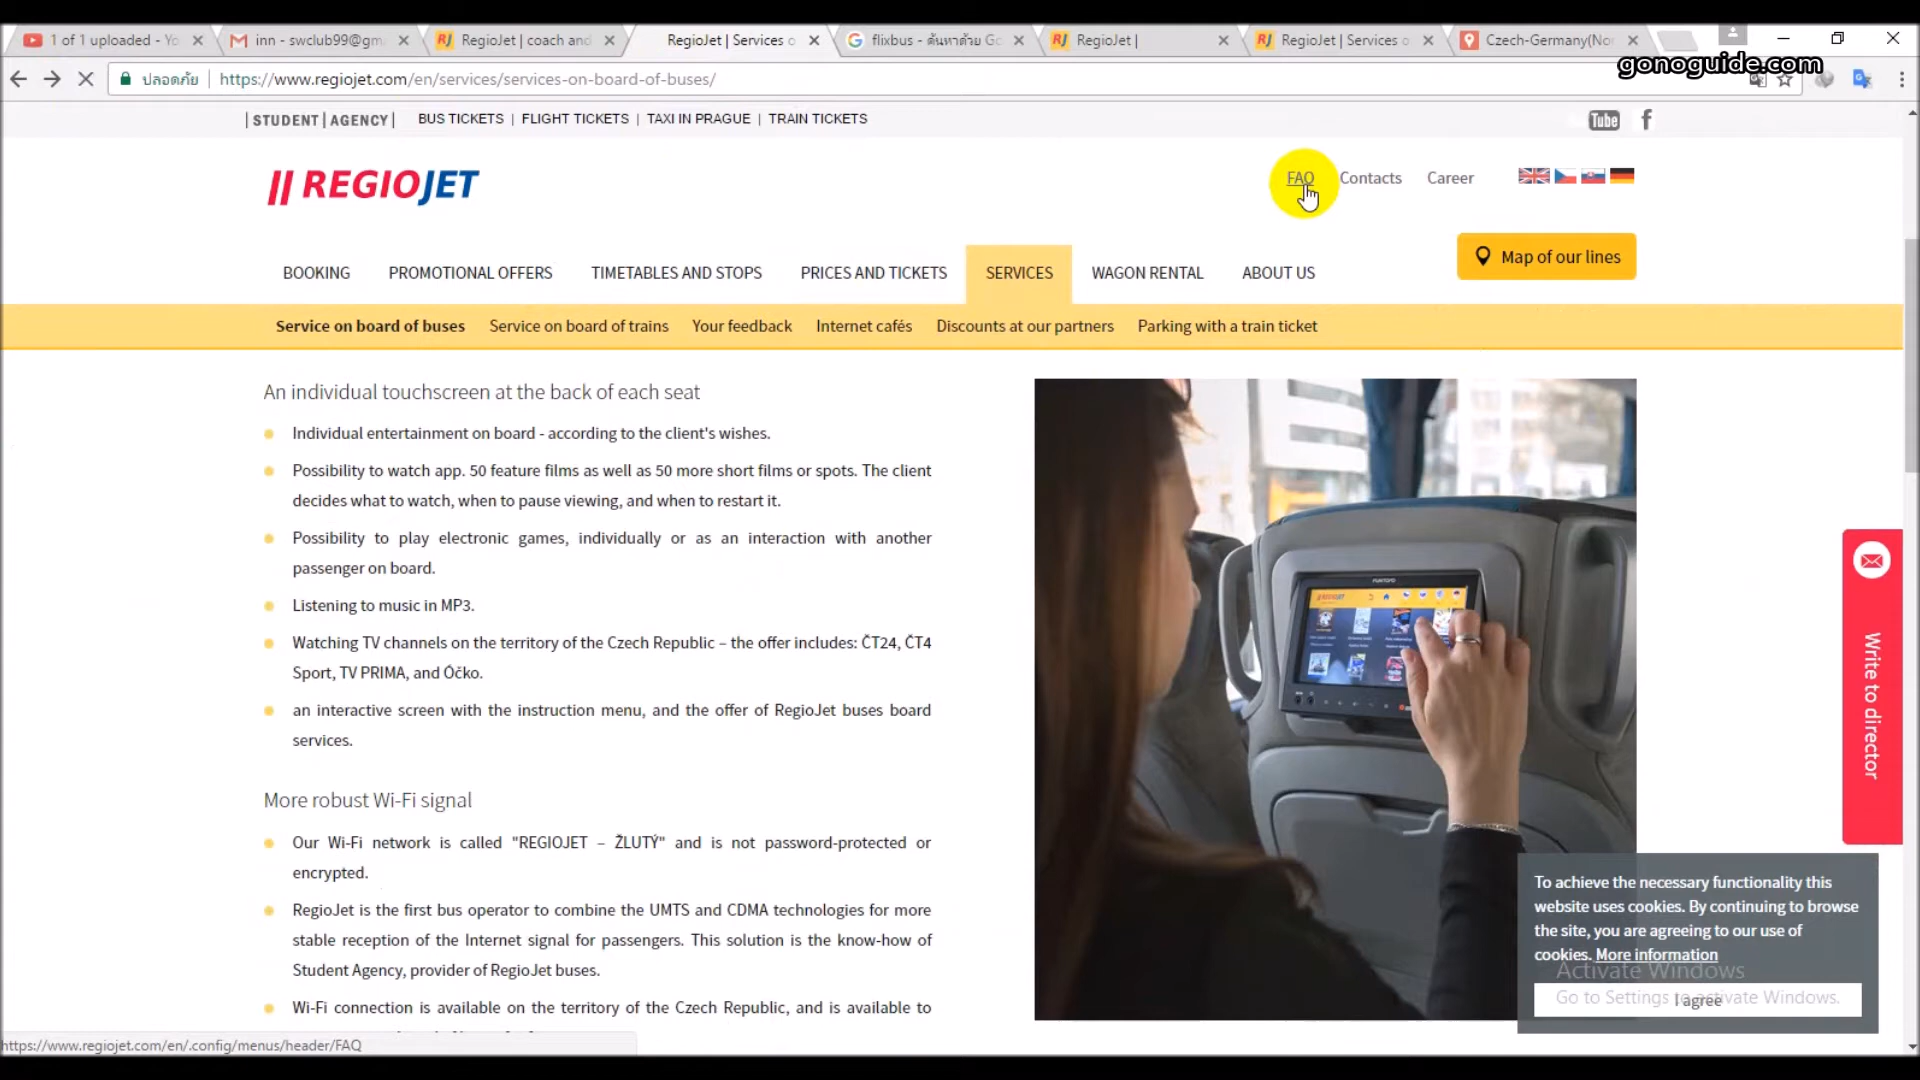 1 of 1 uploaded - Yo
inn - swclub99@gm
RegioJet | coach and
RegioJet | Services o
flixbus - ค้นหาด้วย Go
RegioJet |
RegioJet | Services o
Czech-Germany(No
gonoguide.com
ปลอดภัย | https://www.regiojet.com/en/services/services-on-board-of-buses/
| STUDENT | AGENCY |
BUS TICKETS | FLIGHT TICKETS | TAXI IN PRAGUE | TRAIN TICKETS
Tube f
REGIOJET
FAQ Contacts Career
Map of our lines
BOOKING PROMOTIONAL OFFERS TIMETABLES AND STOPS PRICES AND TICKETS SERVICES WAGON RENTAL ABOUT US
Service on board of buses Service on board of trains Your feedback Internet cafés Discounts at our partners Parking with a train ticket
An individual touchscreen at the back of each seat
Individual entertainment on board - according to the client's wishes.
Possibility to watch app. 50 feature films as well as 50 more short films or spots. The client
decides what to watch, when to pause viewing, and when to restart it.
Possibility to play electronic games, individually or as an interaction with another
passenger on board.
Listening to music in MP3.
Watching TV channels on the territory of the Czech Republic – the offer includes: ČT24, ČT4
Sport, TV PRIMA, and Óčko.
an interactive screen with the instruction menu, and the offer of RegioJet buses board
services.
More robust Wi-Fi signal
Our Wi-Fi network is called "REGIOJET – ŽLUTÝ" and is not password-protected or
encrypted.
RegioJet is the first bus operator to combine the UMTS and CDMA technologies for more
stable reception of the Internet signal for passengers. This solution is the know-how of
Student Agency, provider of RegioJet buses.
Wi-Fi connection is available on the territory of the Czech Republic, and is available to
FUNTORO
REGIOJET
Write to director
To achieve the necessary functionality this
website uses cookies. By continuing to browse
the site, you are agreeing to our use of
cookies. More information
I agree
Activate Windows
Go to Settings to activate Windows.
https://www.regiojet.com/en/.config/menus/header/FAQ